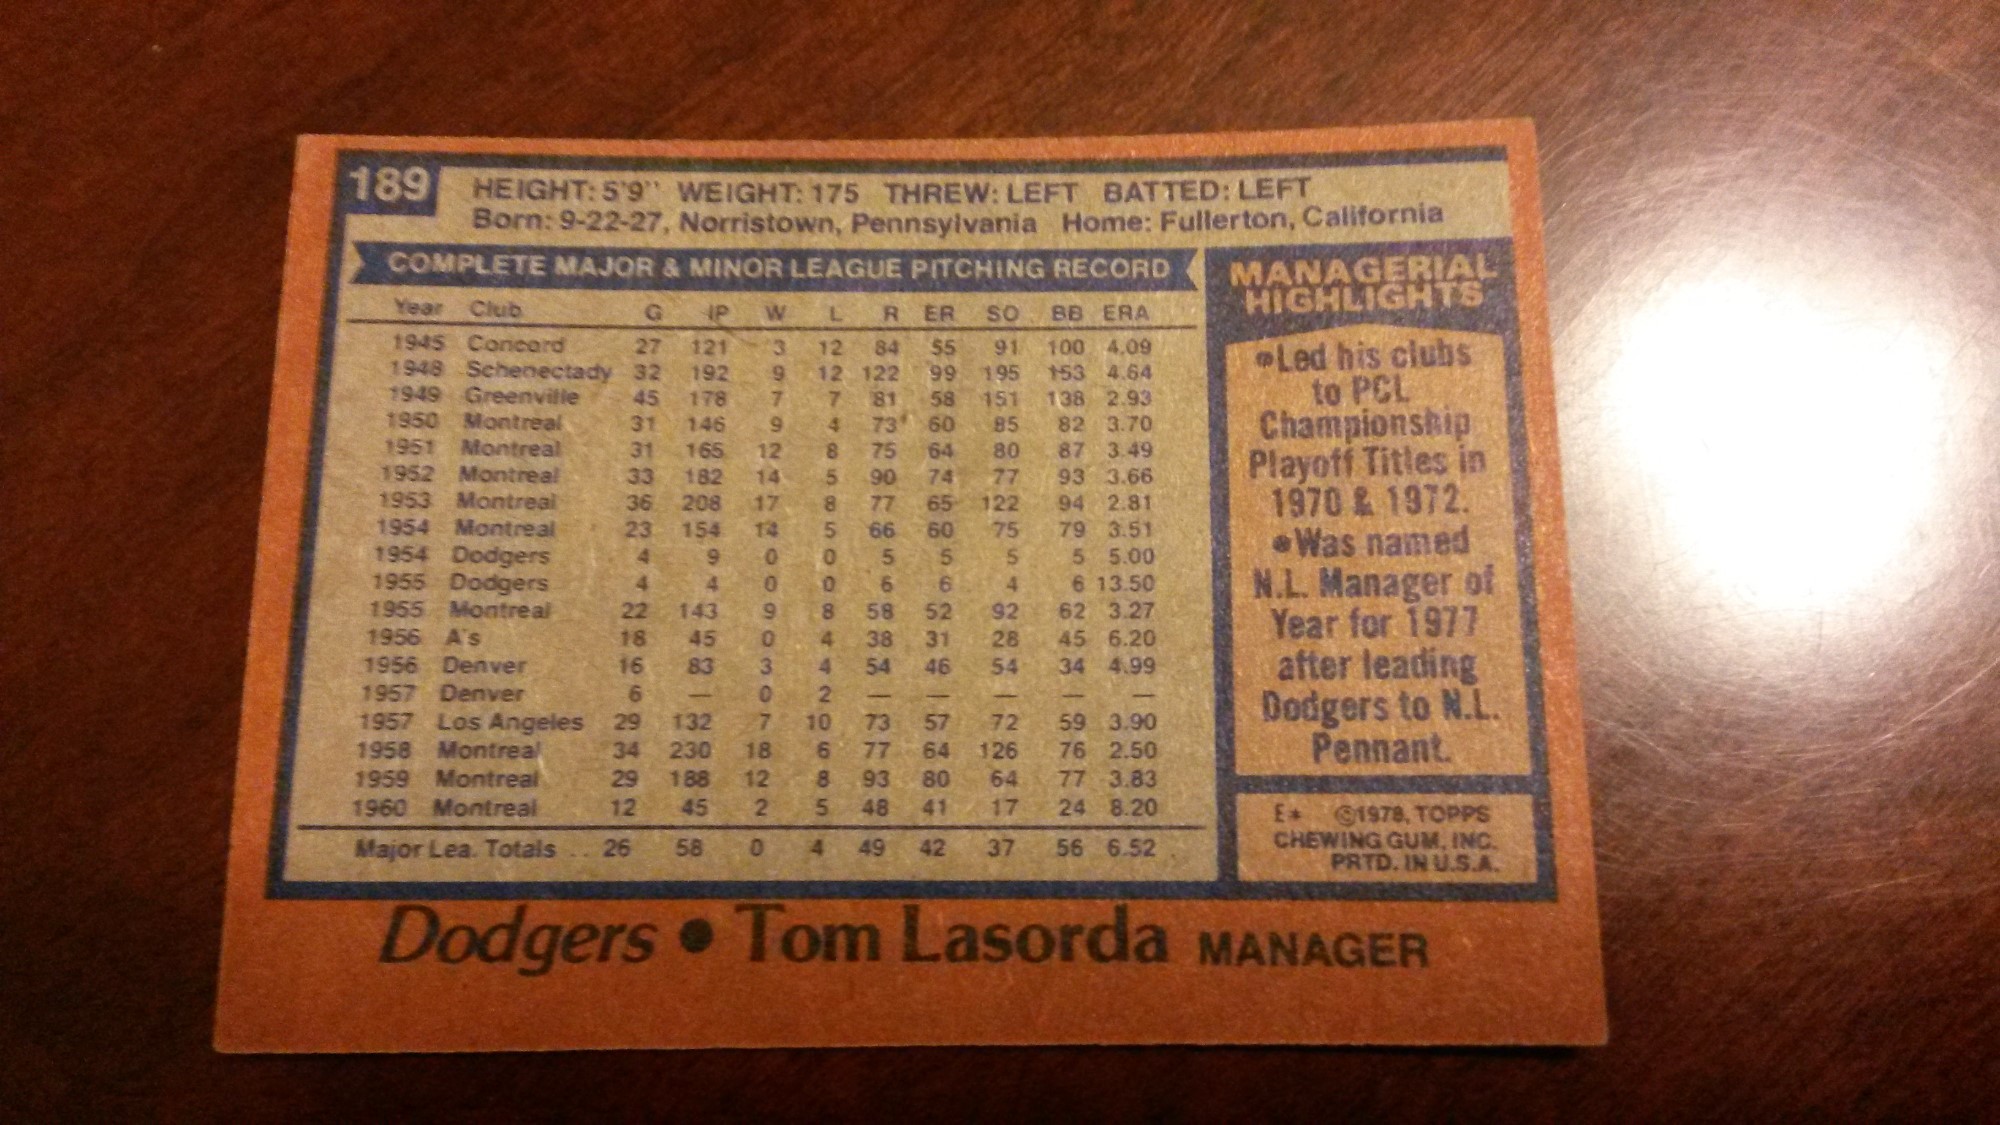 189
HEIGHT: 5'9" WEIGHT: 175 THREW: LEFT BATTED: LEFT
Born: 9-22-27, Norristown, Pennsylvania Home: Fullerton, California
COMPLETE MAJOR & MINOR LEAGUE PITCHING RECORD
Year Club G IP W L R ER SO BB ERA
1945 Concord 27 121 3 12 84 55 91 100 4.09
1948 Schenectady 32 192 9 12 122 99 195 153 4.64
1949 Greenville 45 178 7 7 81 58 151 138 2.93
1950 Montreal 31 146 9 4 73 60 85 82 3.70
1951 Montreal 31 165 12 8 75 64 80 87 3.49
1952 Montreal 33 182 14 5 90 74 77 93 3.66
1953 Montreal 36 208 17 8 77 65 122 94 2.81
1954 Montreal 23 154 14 5 66 60 75 79 3.51
1954 Dodgers 4 9 0 0 5 5 5 5 5.00
1955 Dodgers 4 4 0 0 6 6 4 6 13.50
1955 Montreal 22 143 9 8 58 52 92 62 3.27
1956 A's 18 45 0 4 38 31 28 45 6.20
1956 Denver 16 83 3 4 54 46 54 34 4.99
1957 Denver 6 — 0 2 — — — — —
1957 Los Angeles 29 132 7 10 73 57 72 59 3.90
1958 Montreal 34 230 18 6 77 64 126 76 2.50
1959 Montreal 29 188 12 8 93 80 64 77 3.83
1960 Montreal 12 45 2 5 48 41 17 24 8.20
Major Lea. Totals .. 26 58 0 4 49 42 37 56 6.52
MANAGERIAL
HIGHLIGHTS
●Led his clubs
to PCL
Championship
Playoff Titles in
1970 & 1972.
●Was named
N.L. Manager of
Year for 1977
after leading
Dodgers to N.L.
Pennant.
E* ©1978, TOPPS
CHEWING GUM, INC.
PRTD. IN U.S.A.
Dodgers ● Tom Lasorda MANAGER